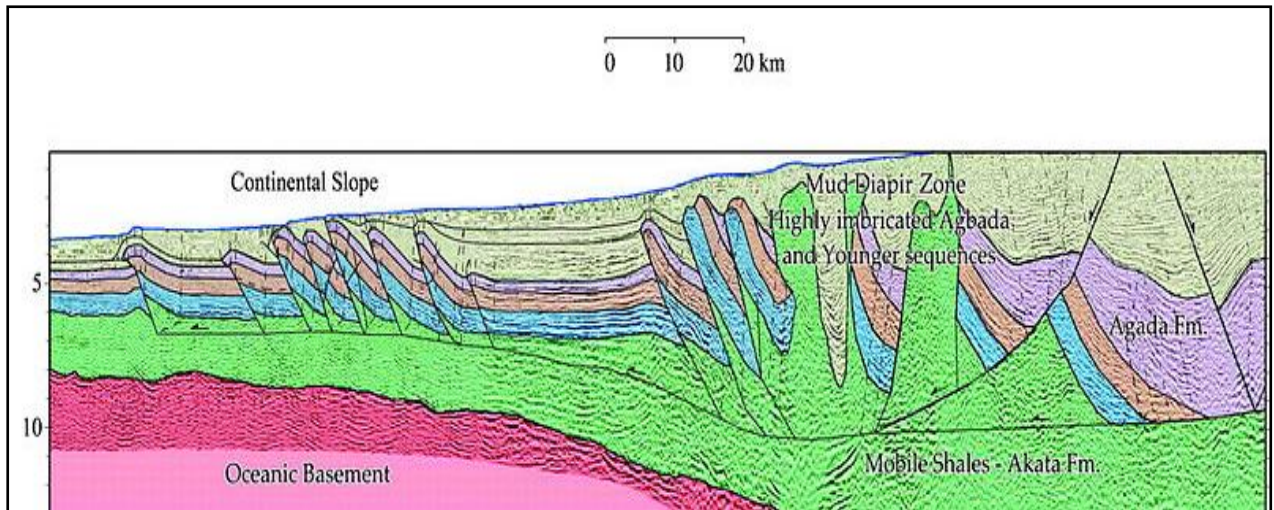 0 10 20 km
Continental Slope
Mud Diapir Zone
Highly imbricated Agbada
and Younger sequences
5
Agada Fm.
10
Mobile Shales - Akata Fm.
Oceanic Basement